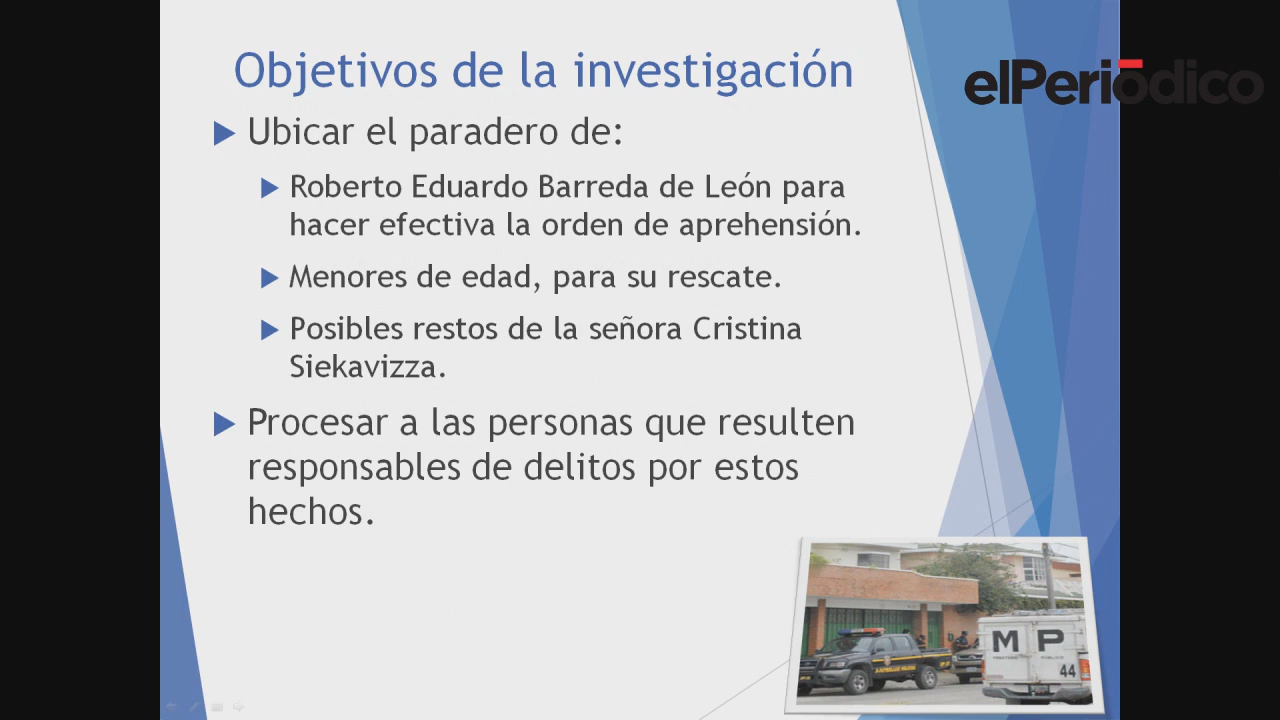 Objetivos de la investigación
elPeriódico
Ubicar el paradero de:
Roberto Eduardo Barreda de León para
hacer efectiva la orden de aprehensión.
Menores de edad, para su rescate.
Posibles restos de la señora Cristina
Siekavizza.
Procesar a las personas que resulten
responsables de delitos por estos
hechos.
M P
MINISTERIO PUBLICO
44